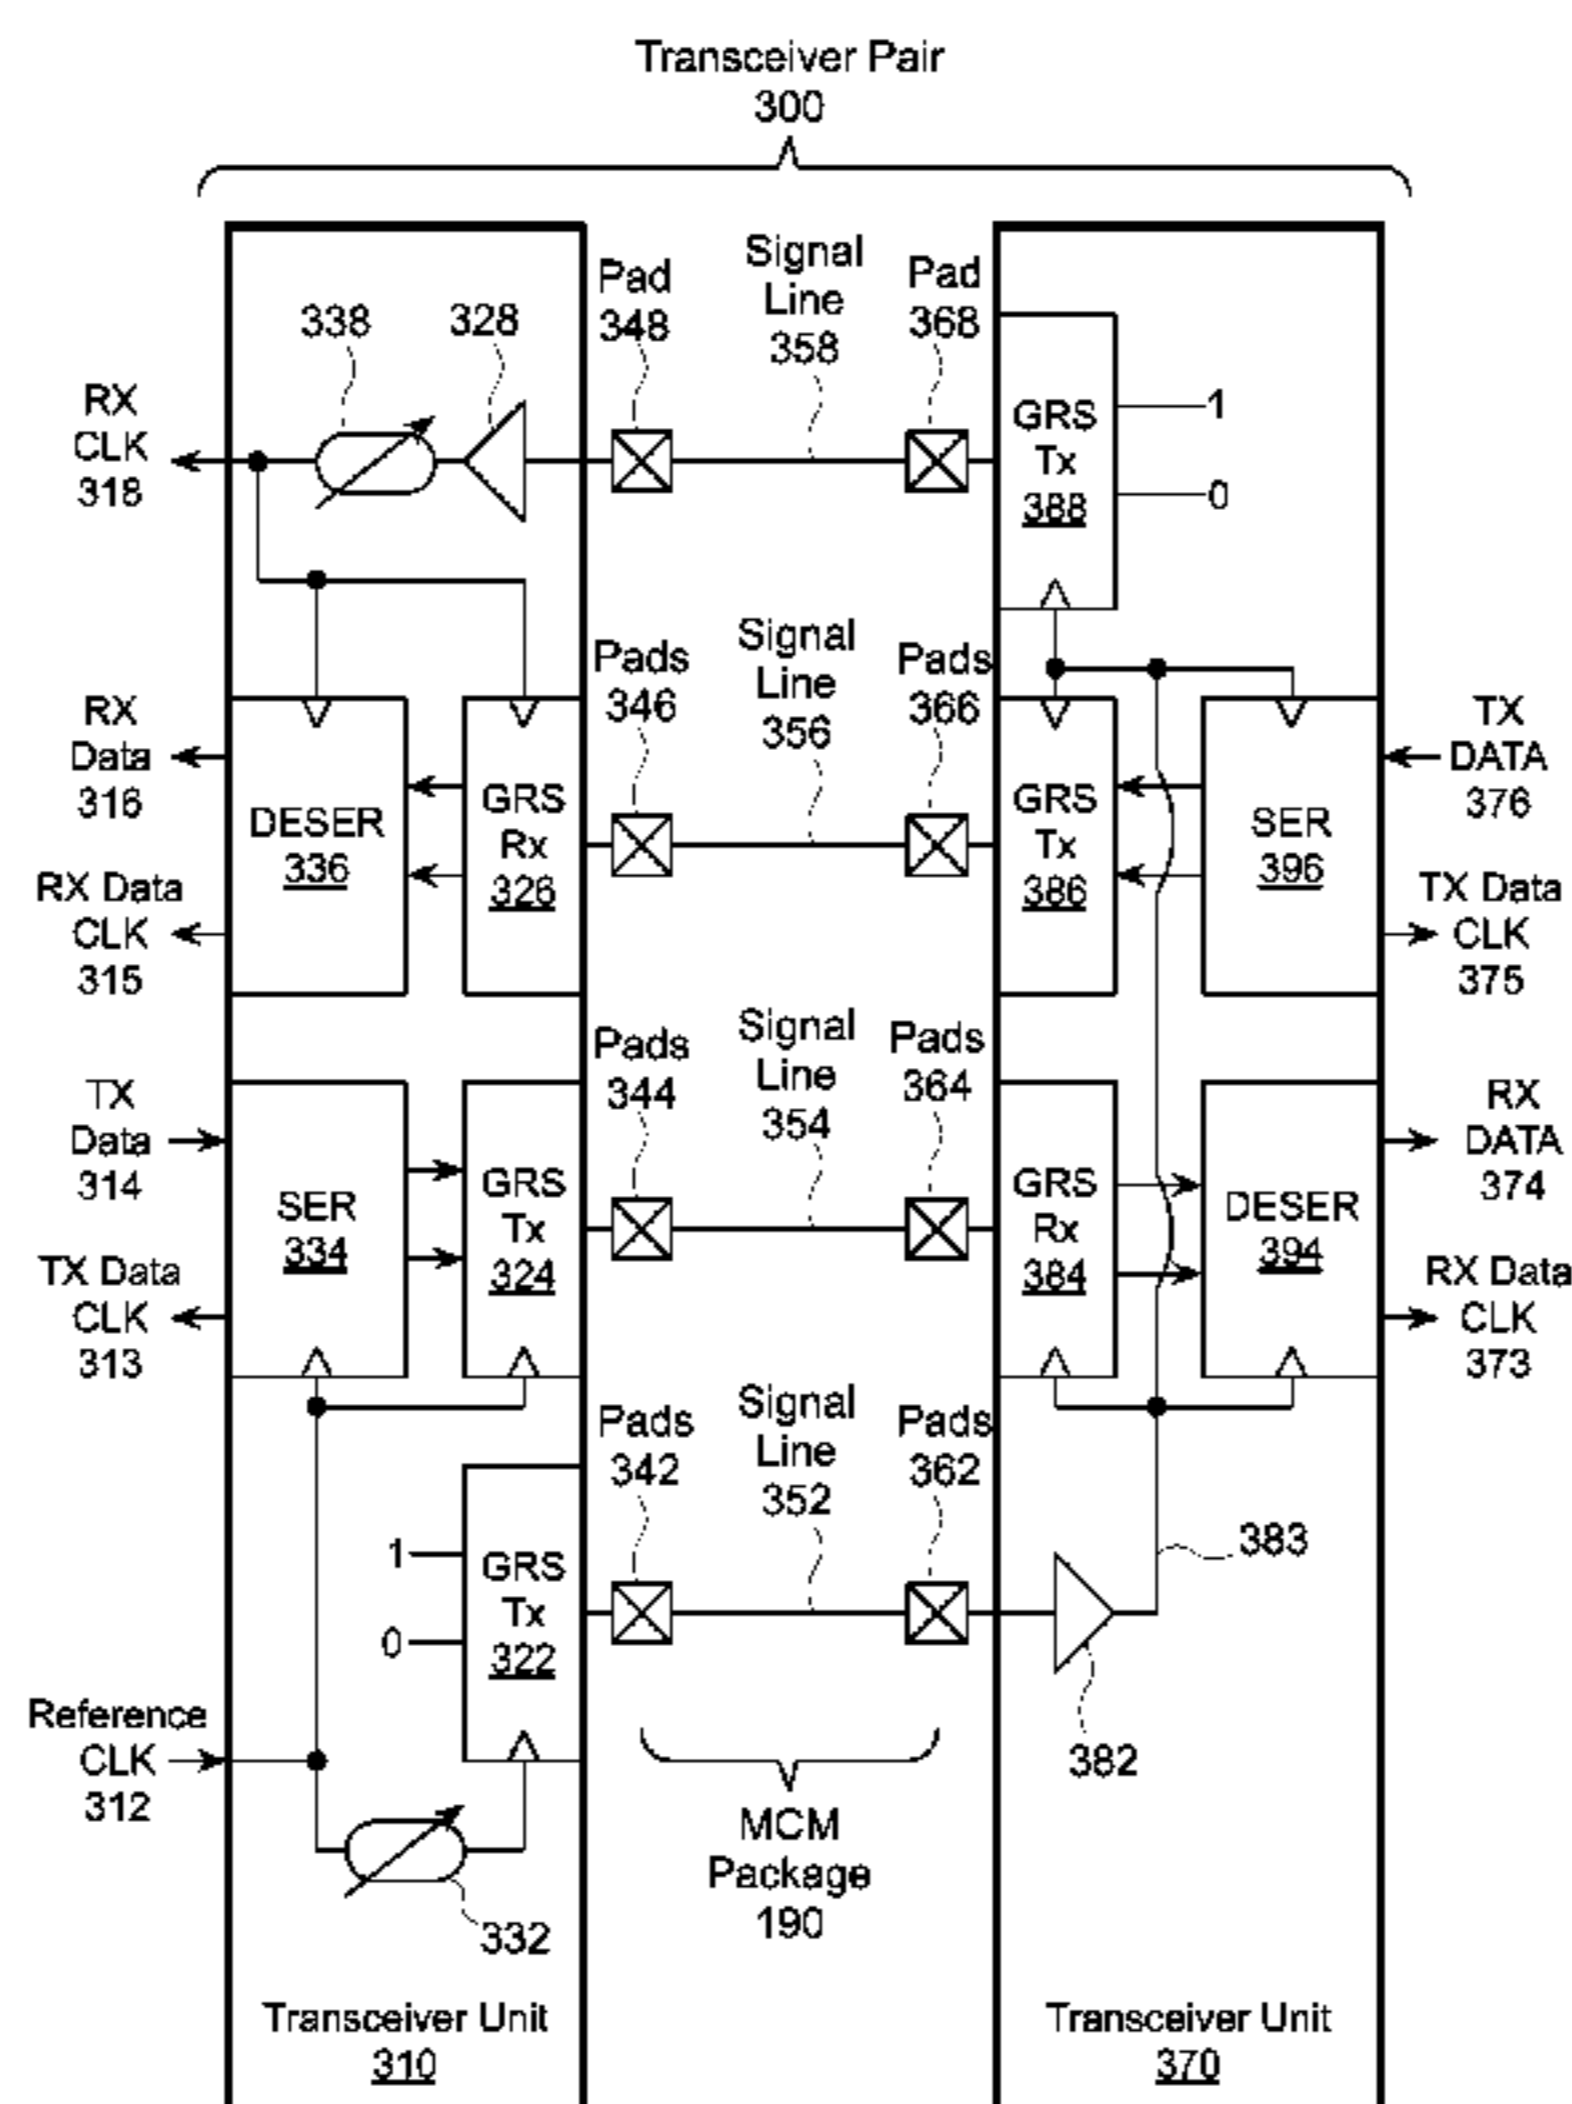 Transceiver Pair
300
338
328
Pad
348
Signal
Line
358
Pad
368
RX
CLK
318
GRS
Tx
388
1
0
RX
Data
316
RX Data
CLK
315
DESER
336
GRS
Rx
326
Pads
346
Signal
Line
356
Pads
366
GRS
Tx
386
SER
396
TX
DATA
376
TX Data
CLK
375
TX
Data
314
TX Data
CLK
313
SER
334
GRS
Tx
324
Pads
344
Signal
Line
354
Pads
364
GRS
Rx
384
DESER
394
RX
DATA
374
RX Data
CLK
373
1
0
GRS
Tx
322
Pads
342
Signal
Line
352
Pads
362
383
382
Reference
CLK
312
332
MCM
Package
190
Transceiver Unit
310
Transceiver Unit
370